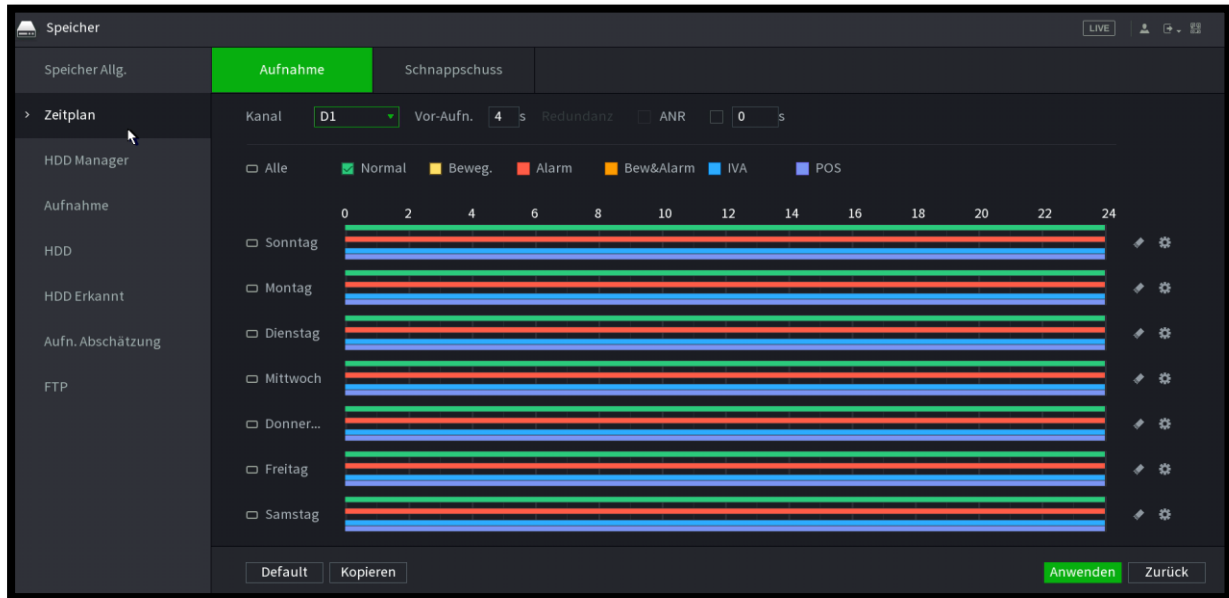 Speicher LIVE
Speicher Allg.
Aufnahme Schnappschuss
Zeitplan
Kanal D1 Vor-Aufn. 4 s Redundanz ANR 0 s
HDD Manager
Alle Normal Beweg. Alarm Bew&Alarm IVA POS
Aufnahme
0 2 4 6 8 10 12 14 16 18 20 22 24
HDD
Sonntag
HDD Erkannt
Montag
Aufn. Abschätzung
Dienstag
FTP
Mittwoch
Donner...
Freitag
Samstag
Default Kopieren Anwenden Zurück